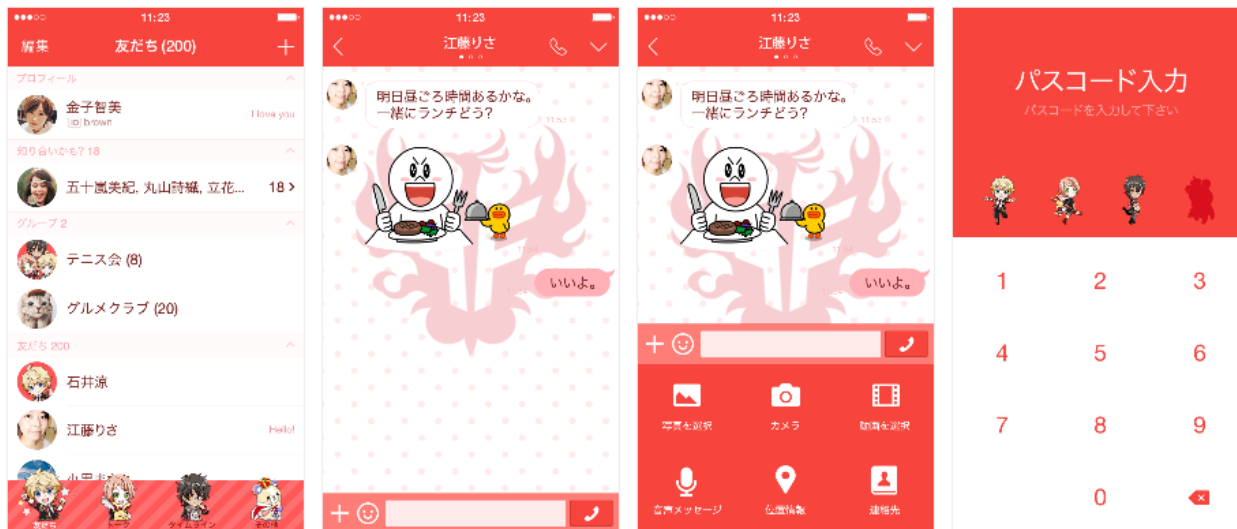 11:23
編集
友だち (200)
プロフィール
金子智美
ID brown
I love you
知り合いかも? 18
五十嵐美紀, 丸山詩織, 立花...
18
グループ 2
テニス会 (8)
グルメクラブ (20)
友だち 200
石井涼
江藤りさ
Hello!
友だち
トーク
タイムライン
その他
11:23
江藤りさ
明日昼ごろ時間あるかな。
一緒にランチどう?
11:53
いいよ。
11:23
江藤りさ
明日昼ごろ時間あるかな。
一緒にランチどう?
11:53
いいよ。
写真を選択
カメラ
動画を選択
音声メッセージ
位置情報
連絡先
パスコード入力
パスコードを入力して下さい
1
2
3
4
5
6
7
8
9
0